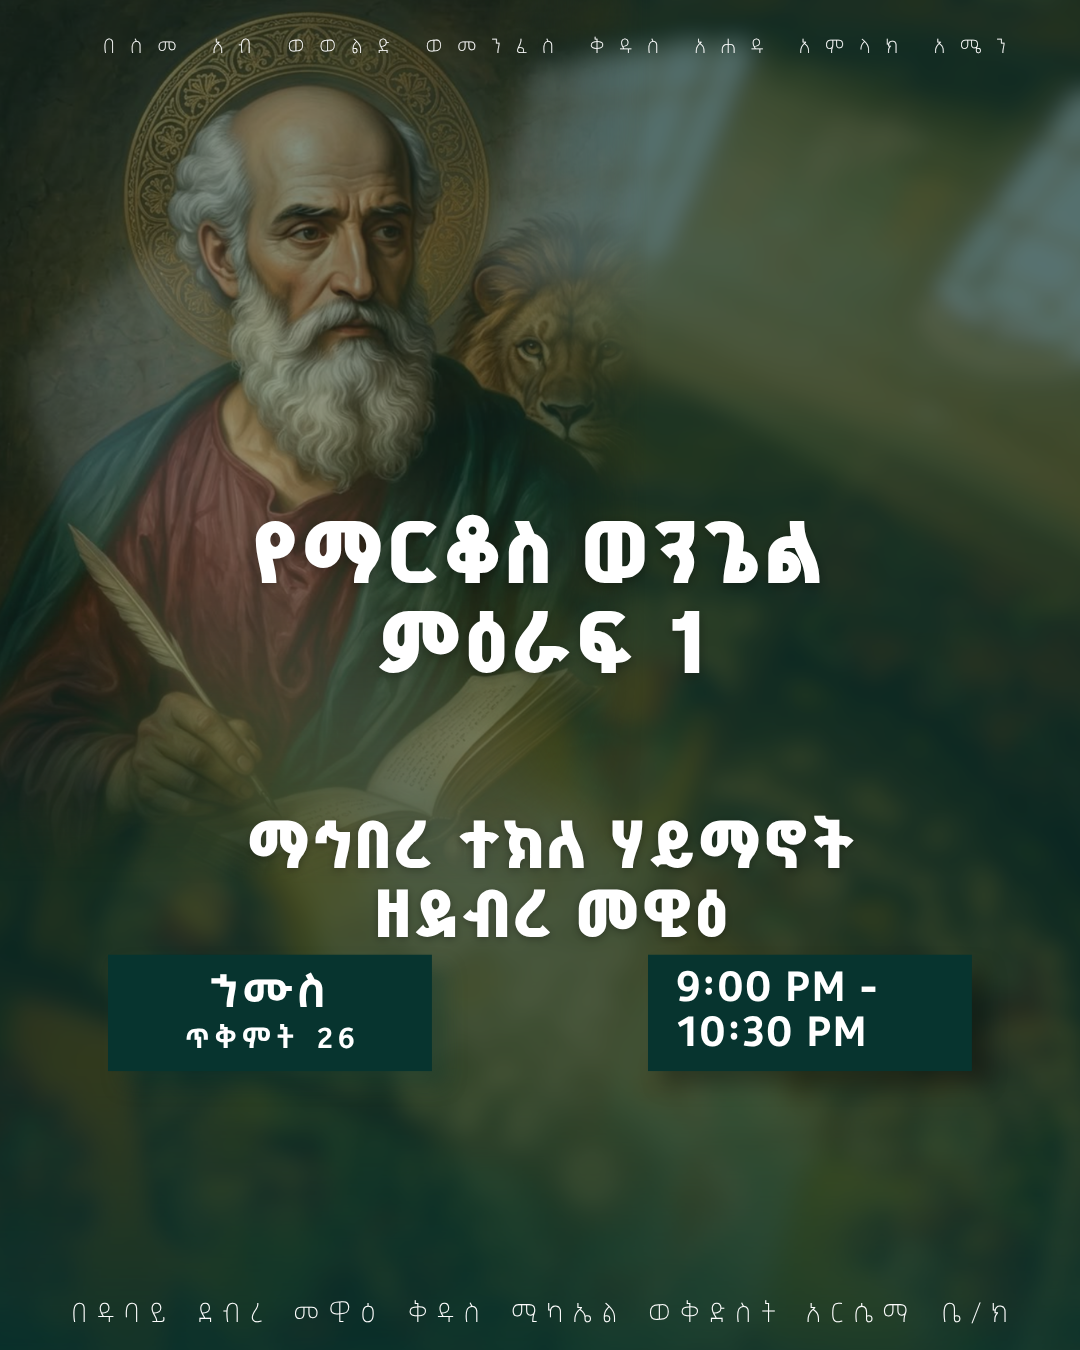 በስመ አብ ወወልድ ወመንፈስ ቅዱስ አሐዱ አምላክ አሜን
የማርቆስ ወንጌል
ምዕራፍ 1
ማኅበረ ተክለ ሃይማኖት
ዘደብረ መዊዕ
ኀሙስ
ጥቅምት 26
9:00 PM -
10:30 PM
በዱባይ ደብረ መዊዕ ቅዱስ ሚካኤል ወቅድስት አርሴማ ቤ/ክ